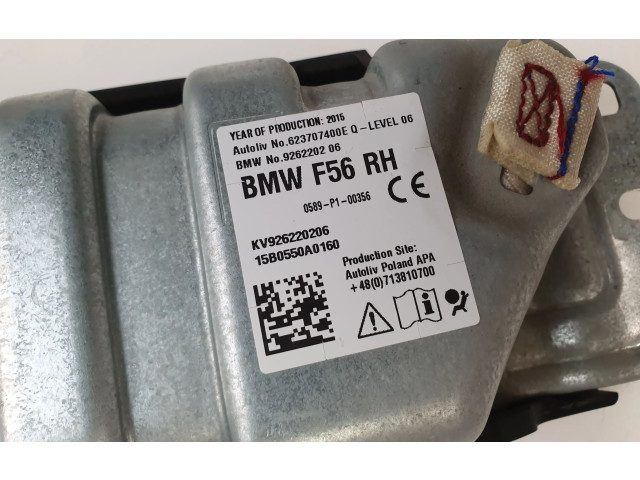 YEAR OF PRODUCTION: 2015
Autoliv No.623707400E Q-LEVEL 06
BMW No.9262202 06
BMW F56 RH
0589-P1-00356
CE
KV926220206
15B0550A0160
Production Site:
Autoliv Poland APA
+48(0)713810700